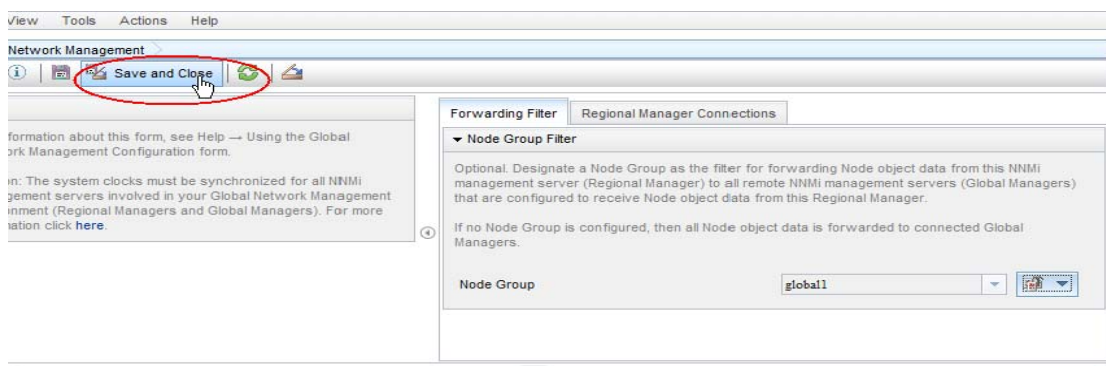 View Tools Actions Help
Network Management
Save and Close
Forwarding Filter Regional Manager Connections
formation about this form, see Help → Using the Global
ork Management Configuration form.
on: The system clocks must be synchronized for all NNMi
gement servers involved in your Global Network Management
onment (Regional Managers and Global Managers). For more
nation click here.
Node Group Filter
Optional. Designate a Node Group as the filter for forwarding Node object data from this NNMi
management server (Regional Manager) to all remote NNMi management servers (Global Managers)
that are configured to receive Node object data from this Regional Manager.
If no Node Group is configured, then all Node object data is forwarded to connected Global
Managers.
Node Group global1